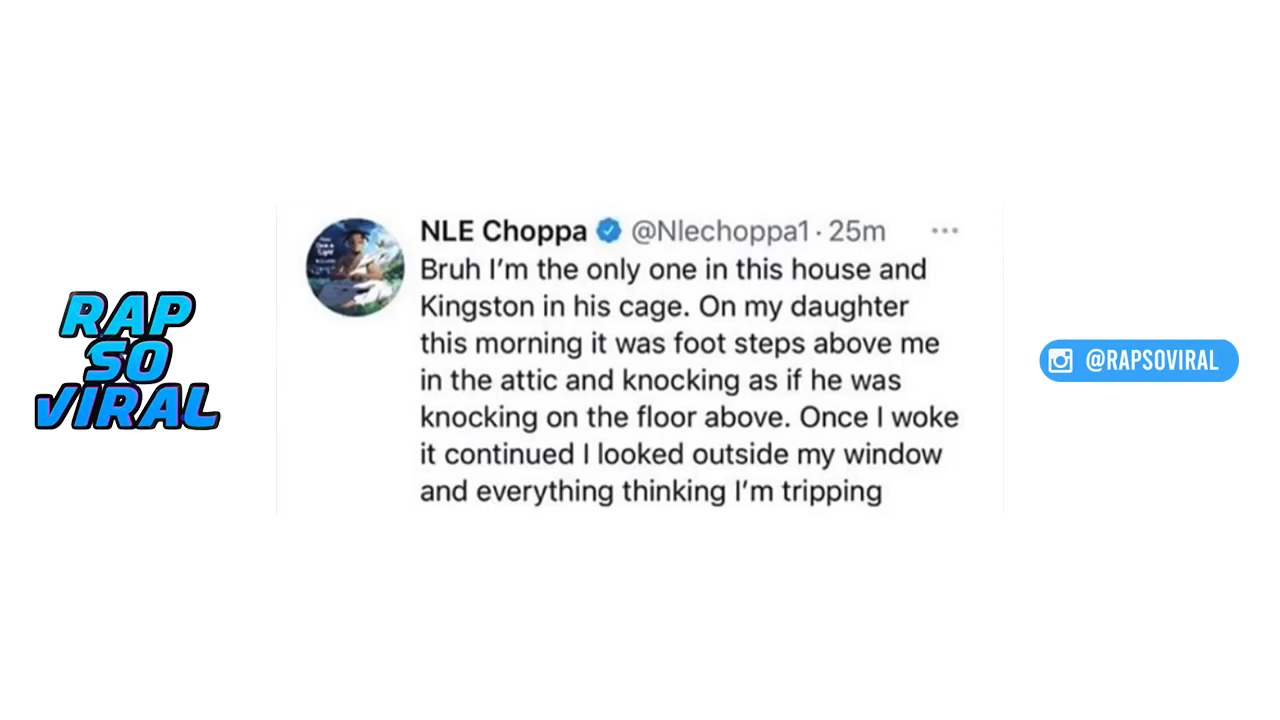 RAP
SO
VIRAL
NLE Choppa @Nlechoppa1 · 25m
Bruh I’m the only one in this house and
Kingston in his cage. On my daughter
this morning it was foot steps above me
in the attic and knocking as if he was
knocking on the floor above. Once I woke
it continued I looked outside my window
and everything thinking I’m tripping
@RAPSOVIRAL